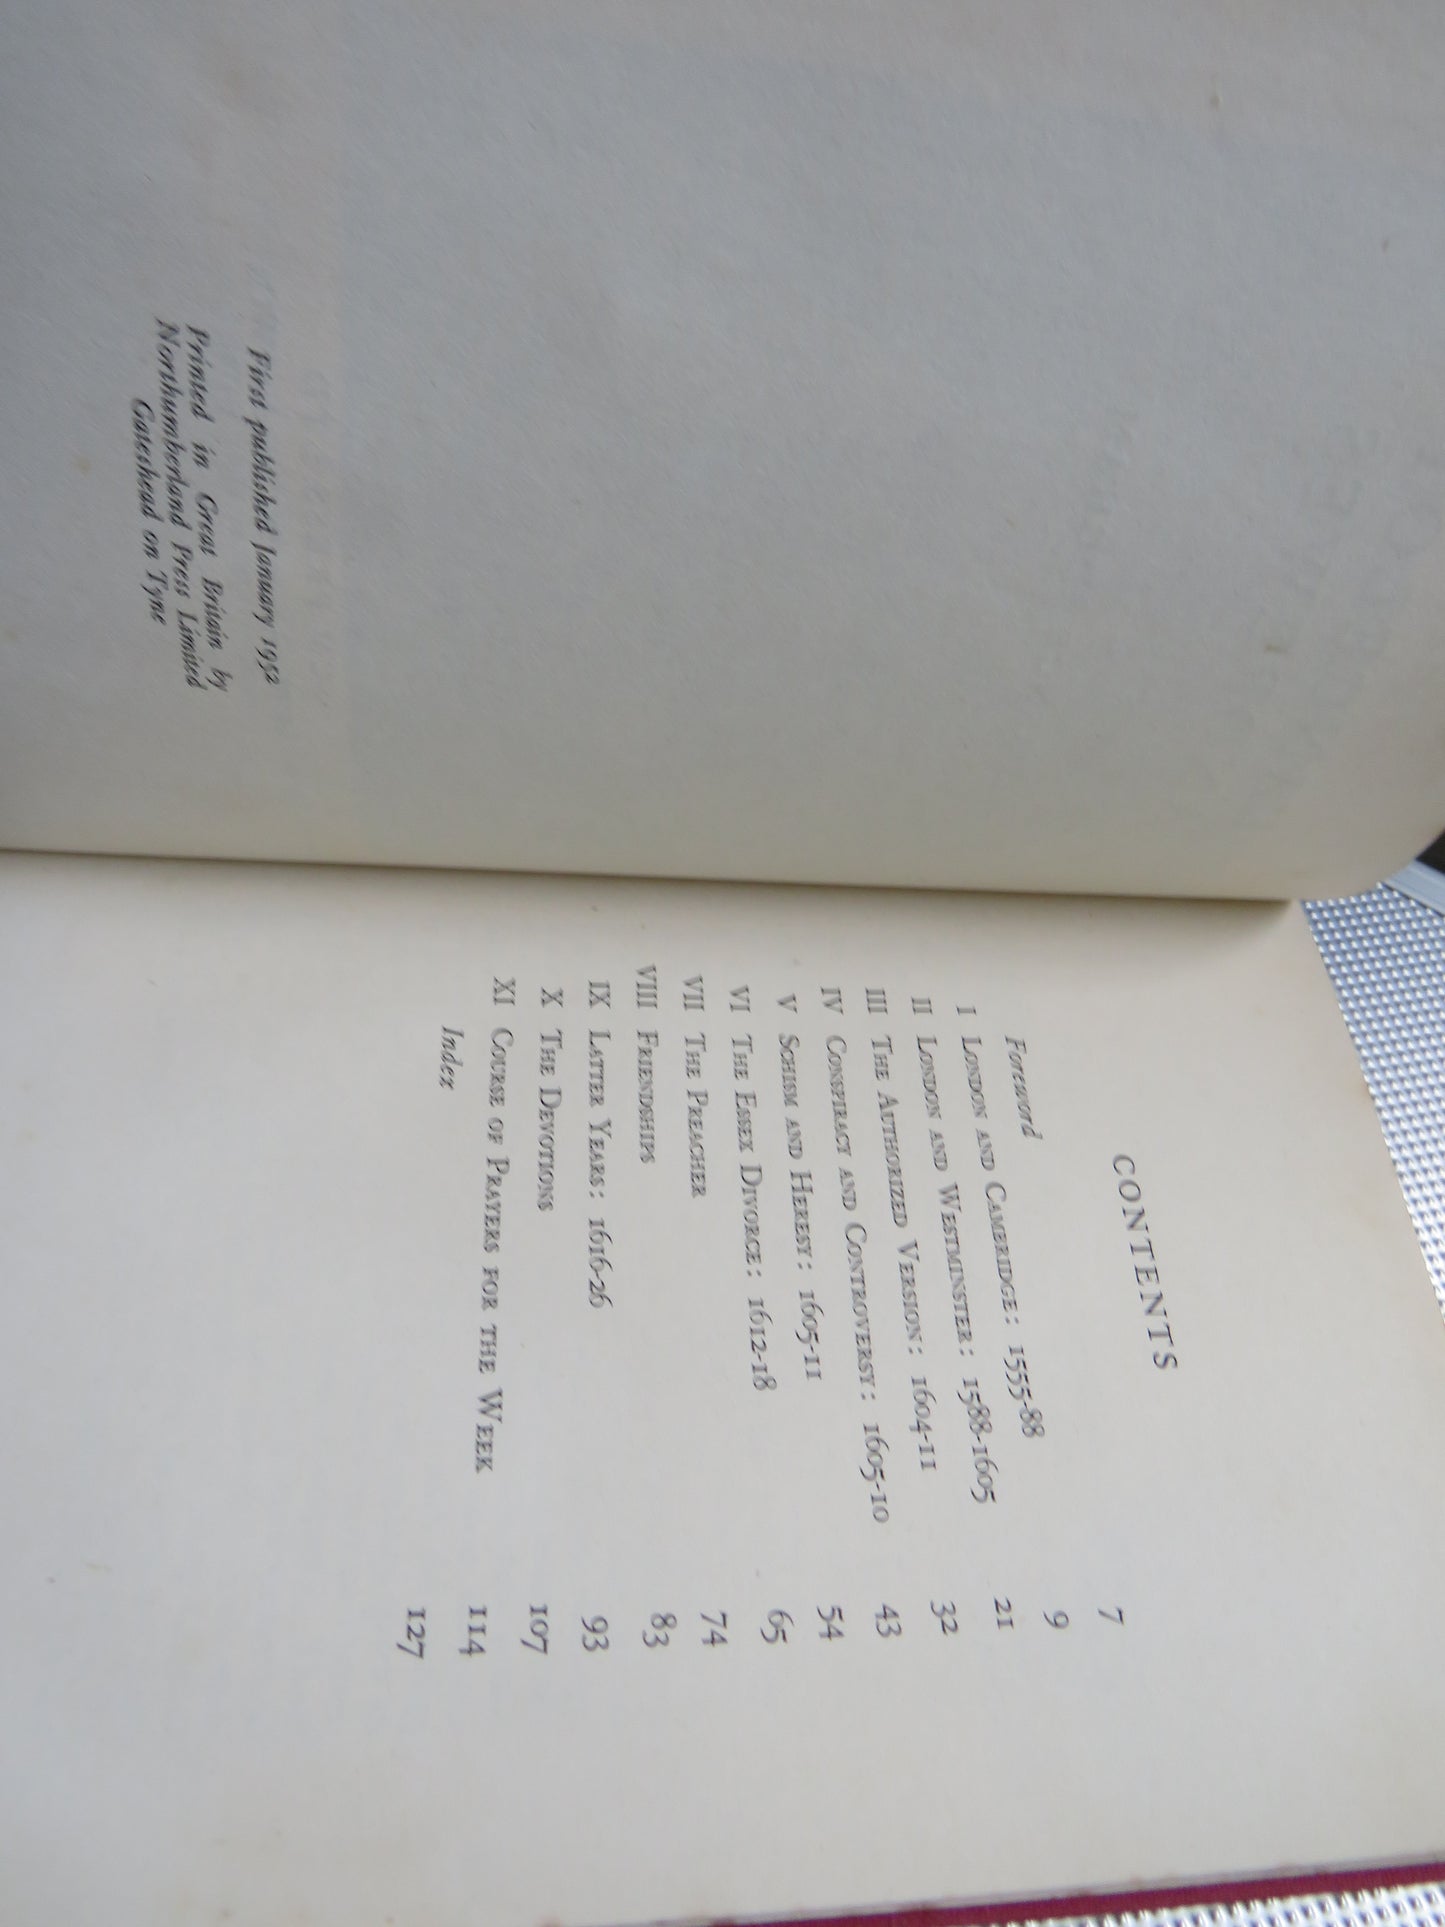 First published January 1952
Printed in Great Britain by
Northumberland Press Limited
Gateshead on Tyne
CONTENTS
Foreword 7
I LONDON AND CAMBRIDGE: 1555-88 9
II LONDON AND WESTMINSTER: 1588-1605 21
III THE AUTHORIZED VERSION: 1604-11 32
IV CONSPIRACY AND CONTROVERSY: 1605-10 43
V SCHISM AND HERESY: 1605-11 54
VI THE ESSEX DIVORCE: 1612-18 65
VII THE PREACHER 74
VIII FRIENDSHIPS 83
IX LATTER YEARS: 1616-26 93
X THE DEVOTIONS 107
XI COURSE OF PRAYERS FOR THE WEEK 114
Index 127